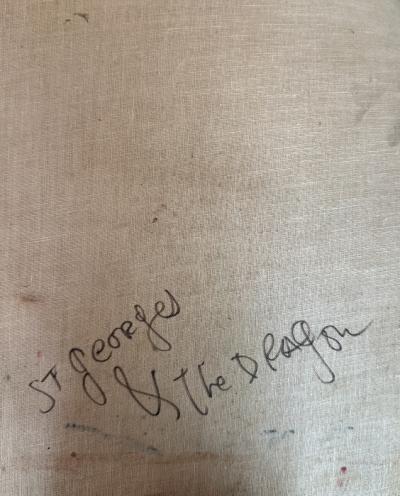 ST georges
& the Dragon